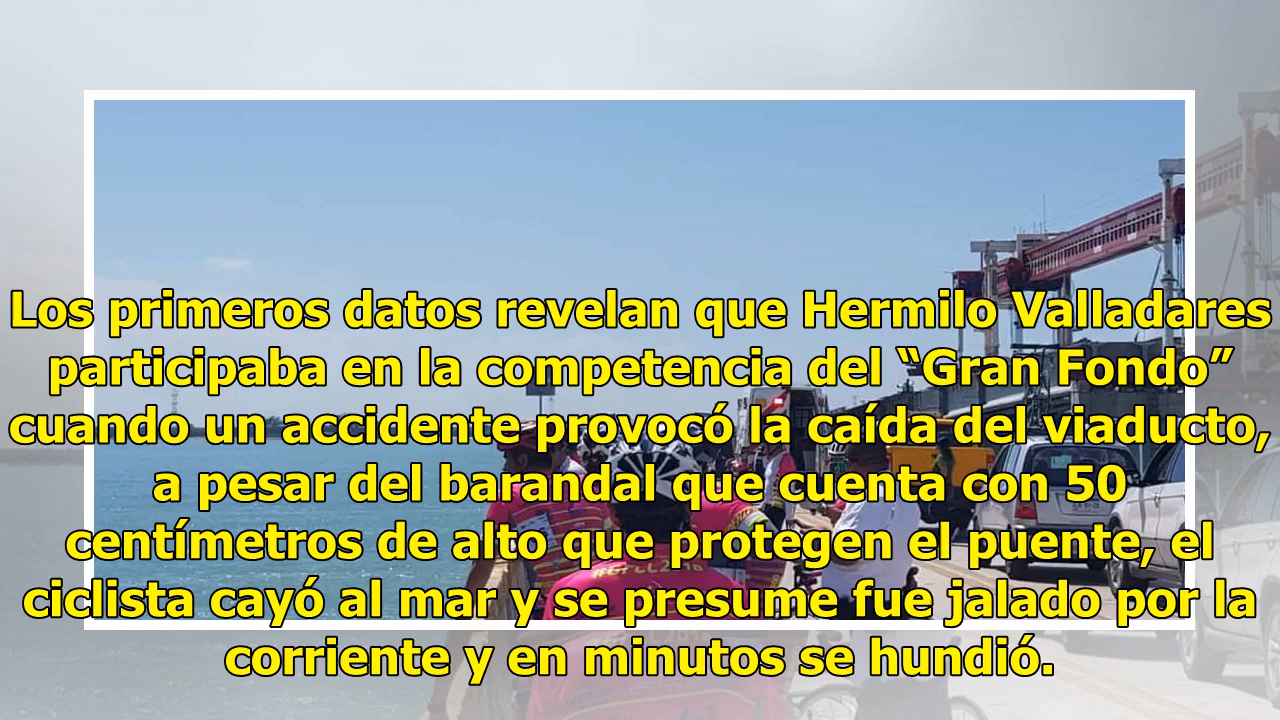 Los primeros datos revelan que Hermilo Valladares
participaba en la competencia del “Gran Fondo”
cuando un accidente provocó la caída del viaducto,
a pesar del barandal que cuenta con 50
centímetros de alto que protegen el puente, el
ciclista cayó al mar y se presume fue jalado por la
corriente y en minutos se hundió.
#GFCC2018